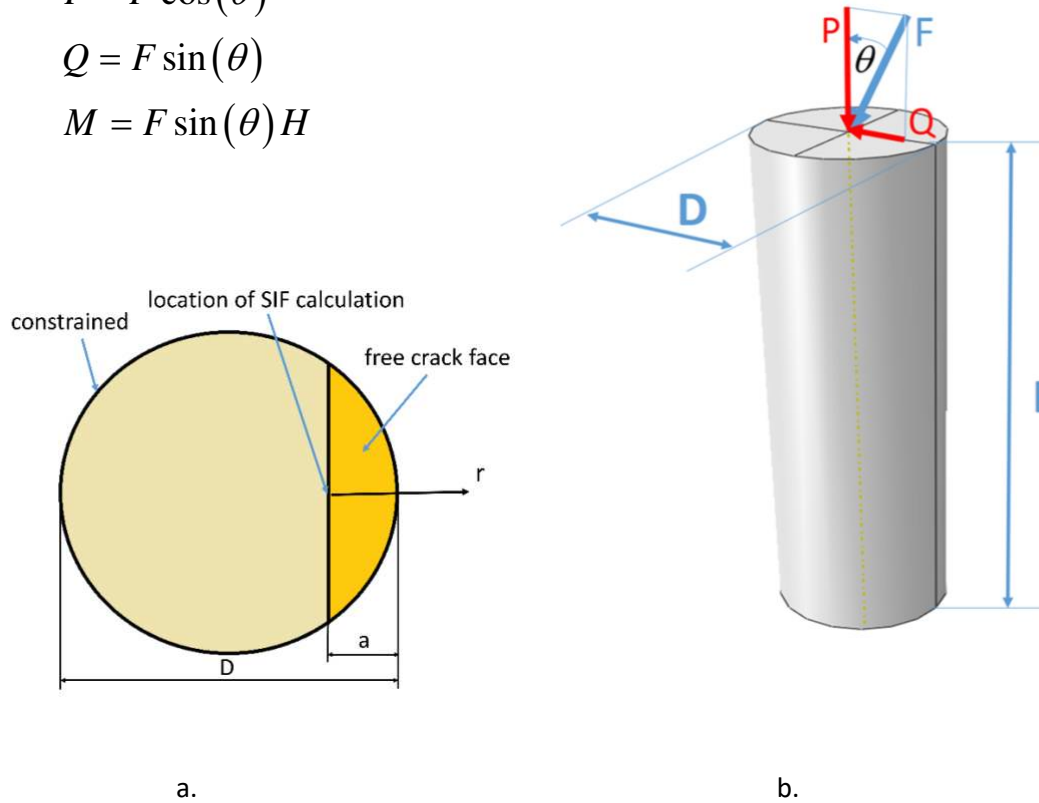 Q = F sin(θ)
M = F sin(θ)H
P
F
θ
Q
D
location of SIF calculation
constrained
free crack face
r
a
D
a.
b.